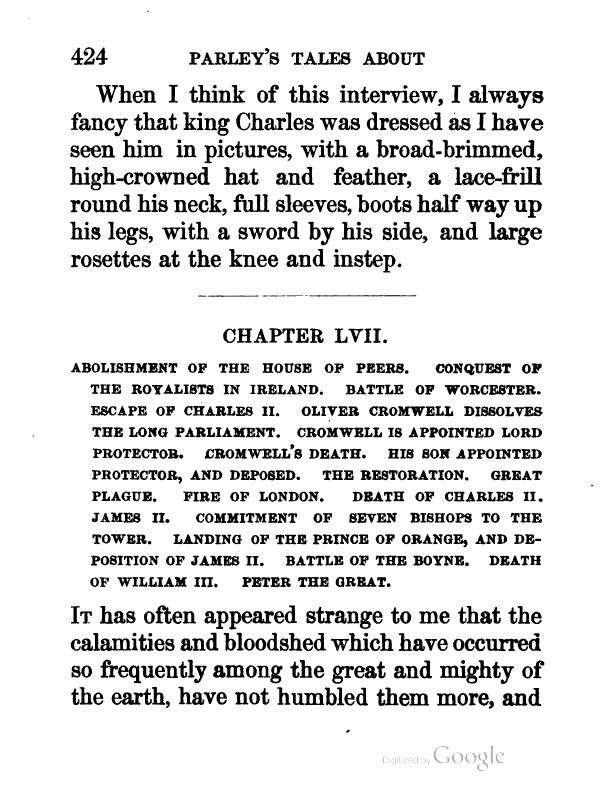 424 PARLEY'S TALES ABOUT
When I think of this interview, I always
fancy that king Charles was dressed as I have
seen him in pictures, with a broad-brimmed,
high-crowned hat and feather, a lace-frill
round his neck, full sleeves, boots half way up
his legs, with a sword by his side, and large
rosettes at the knee and instep.
CHAPTER LVII.
ABOLISHMENT OF THE HOUSE OF PEERS. CONQUEST OF
THE ROYALISTS IN IRELAND. BATTLE OF WORCESTER.
ESCAPE OF CHARLES II. OLIVER CROMWELL DISSOLVES
THE LONG PARLIAMENT. CROMWELL IS APPOINTED LORD
PROTECTOR. CROMWELL'S DEATH. HIS SON APPOINTED
PROTECTOR, AND DEPOSED. THE RESTORATION. GREAT
PLAGUE. FIRE OF LONDON. DEATH OF CHARLES II.
JAMES II. COMMITMENT OF SEVEN BISHOPS TO THE
TOWER. LANDING OF THE PRINCE OF ORANGE, AND DE-
POSITION OF JAMES II. BATTLE OF THE BOYNE. DEATH
OF WILLIAM III. PETER THE GREAT.
IT has often appeared strange to me that the
calamities and bloodshed which have occurred
so frequently among the great and mighty of
the earth, have not humbled them more, and
Digitized by Google